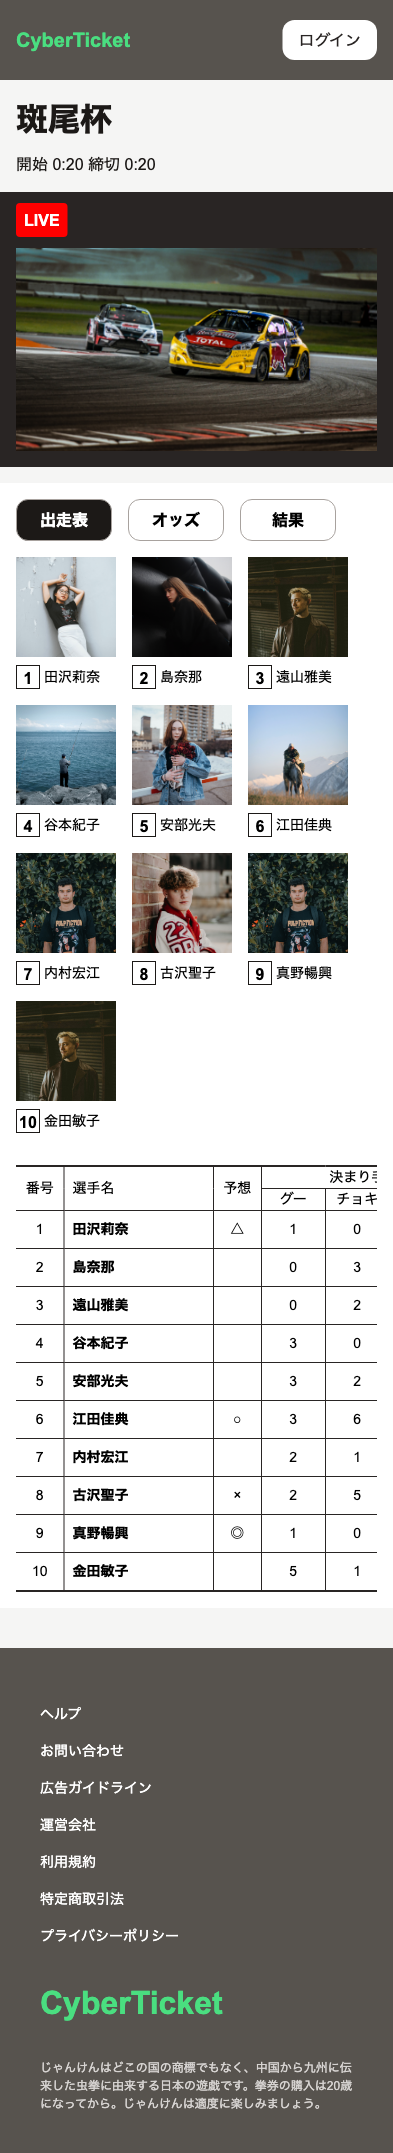 CyberTicket
ログイン
斑尾杯
開始 0:20 締切 0:20
LIVE
TOTAL
出走表 オッズ 結果
1 田沢莉奈 2 島奈那 3 遠山雅美
4 谷本紀子 5 安部光夫 6 江田佳典
PULP FICTION PULP FICTION
7 内村宏江 8 古沢聖子 9 真野暢興
10 金田敏子
番号 選手名 予想 決まり手
グー チョキ
1 田沢莉奈 △ 1 0
2 島奈那 0 3
3 遠山雅美 0 2
4 谷本紀子 3 0
5 安部光夫 3 2
6 江田佳典 ○ 3 6
7 内村宏江 2 1
8 古沢聖子 × 2 5
9 真野暢興 ◎ 1 0
10 金田敏子 5 1
ヘルプ
お問い合わせ
広告ガイドライン
運営会社
利用規約
特定商取引法
プライバシーポリシー
CyberTicket
じゃんけんはどこの国の商標でもなく、中国から九州に伝
来した虫拳に由来する日本の遊戯です。拳券の購入は20歳
になってから。じゃんけんは適度に楽しみましょう。